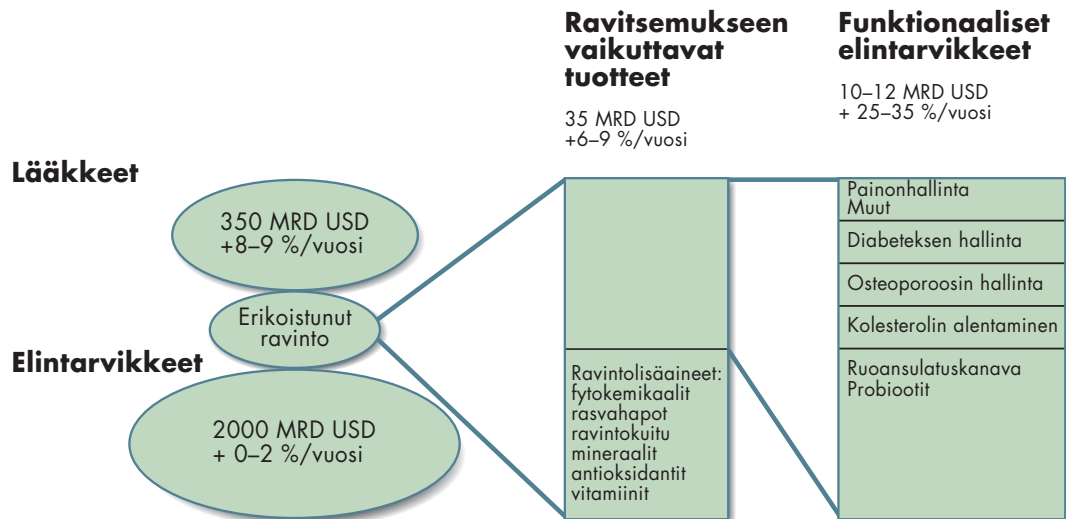 Ravitsemukseen
vaikuttavat
tuotteet
35 MRD USD
+6–9 %/vuosi
Funktionaaliset
elintarvikkeet
10–12 MRD USD
+ 25–35 %/vuosi
Lääkkeet
350 MRD USD
+8–9 %/vuosi
Erikoistunut
ravinto
Elintarvikkeet
2000 MRD USD
+ 0–2 %/vuosi
Ravintolisäaineet:
fytokemikaalit
rasvahapot
ravintokuitu
mineraalit
antioksidantit
vitamiinit
Painonhallinta
Muut
Diabeteksen hallinta
Osteoporoosin hallinta
Kolesterolin alentaminen
Ruoansulatuskanava
Probiootit